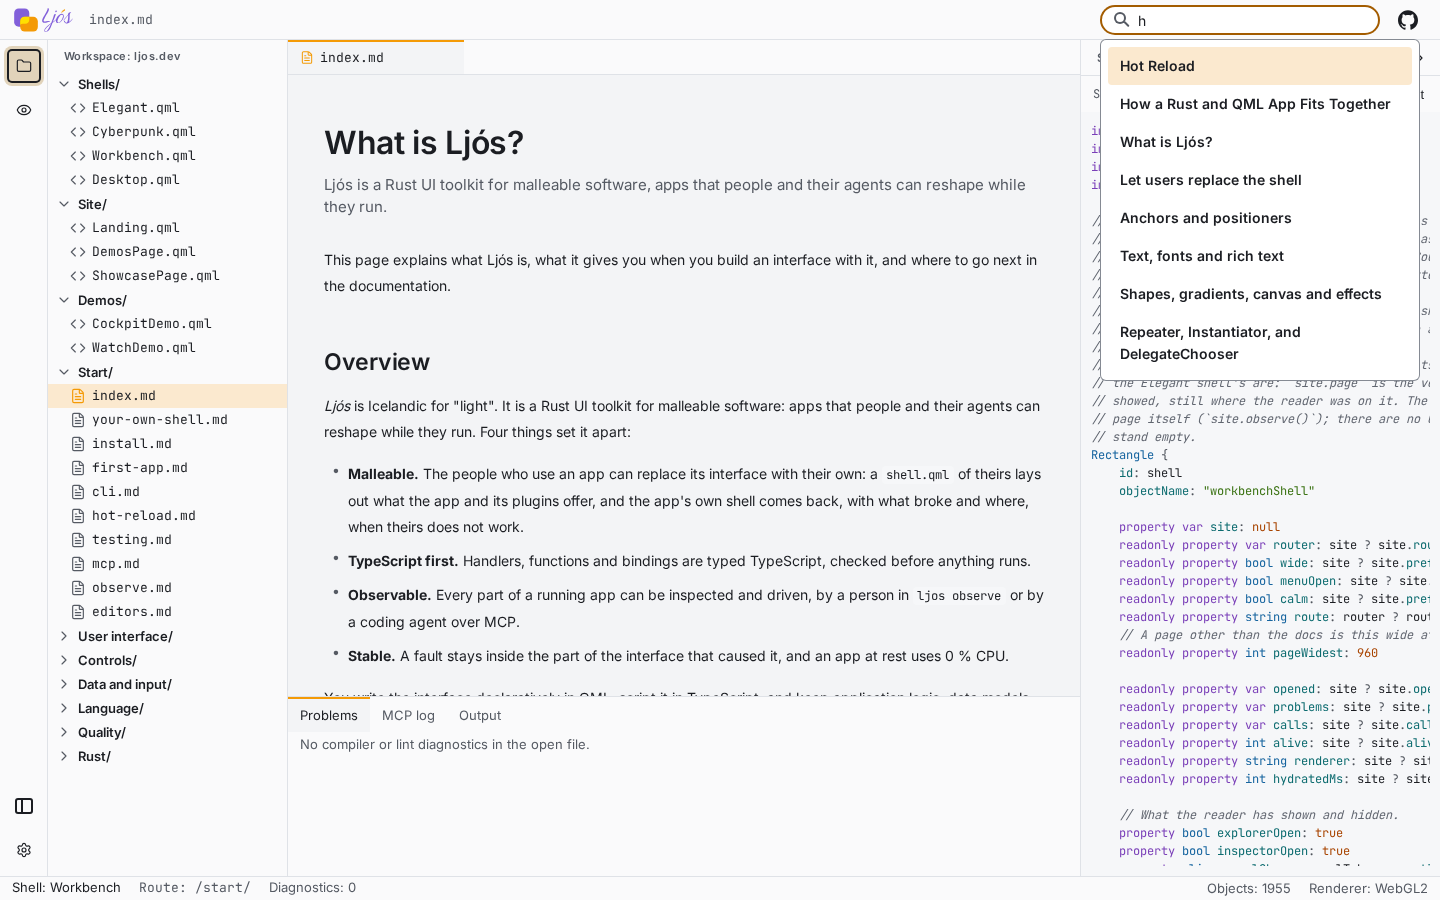 Ljós
index.md
h
Workspace: ljos.dev
Shells/
Elegant.qml
Cyberpunk.qml
Workbench.qml
Desktop.qml
Site/
Landing.qml
DemosPage.qml
ShowcasePage.qml
Demos/
CockpitDemo.qml
WatchDemo.qml
Start/
index.md
your-own-shell.md
install.md
first-app.md
cli.md
hot-reload.md
testing.md
mcp.md
observe.md
editors.md
User interface/
Controls/
Data and input/
Language/
Quality/
Rust/
index.md
What is Ljós?
Ljós is a Rust UI toolkit for malleable software, apps that people and their agents can reshape while
they run.
This page explains what Ljós is, what it gives you when you build an interface with it, and where to go next in
the documentation.
Overview
Ljós is Icelandic for "light". It is a Rust UI toolkit for malleable software: apps that people and their agents can
reshape while they run. Four things set it apart:
• Malleable. The people who use an app can replace its interface with their own: a shell.qml of theirs lays
out what the app and its plugins offer, and the app's own shell comes back, with what broke and where,
when theirs does not work.
• TypeScript first. Handlers, functions and bindings are typed TypeScript, checked before anything runs.
• Observable. Every part of a running app can be inspected and driven, by a person in ljos observe or by
a coding agent over MCP.
• Stable. A fault stays inside the part of the interface that caused it, and an app at rest uses 0 % CPU.
Problems
MCP log
Output
No compiler or lint diagnostics in the open file.
Hot Reload
How a Rust and QML App Fits Together
What is Ljós?
Let users replace the shell
Anchors and positioners
Text, fonts and rich text
Shapes, gradients, canvas and effects
Repeater, Instantiator, and
DelegateChooser
// the Elegant shell's are: `site.page` is the
// showed, still where the reader was on it. The
// page itself (`site.observe()`); there are no
// stand empty.
Rectangle {
id: shell
objectName: "workbenchShell"
property var site: null
readonly property var router: site ? site.rou
readonly property bool wide: site ? site.pref
readonly property bool menuOpen: site ? site.
readonly property bool calm: site ? site.pref
readonly property string route: router ? rout
// A page other than the docs is this wide a
readonly property int pageWidest: 960
readonly property var opened: site ? site.ope
readonly property var problems: site ? site.p
readonly property var calls: site ? site.call
readonly property int alive: site ? site.aliv
readonly property string renderer: site ? sit
readonly property int hydratedMs: site ? site
// What the reader has shown and hidden.
property bool explorerOpen: true
property bool inspectorOpen: true
Shell: Workbench
Route: /start/
Diagnostics: 0
Objects: 1955
Renderer: WebGL2